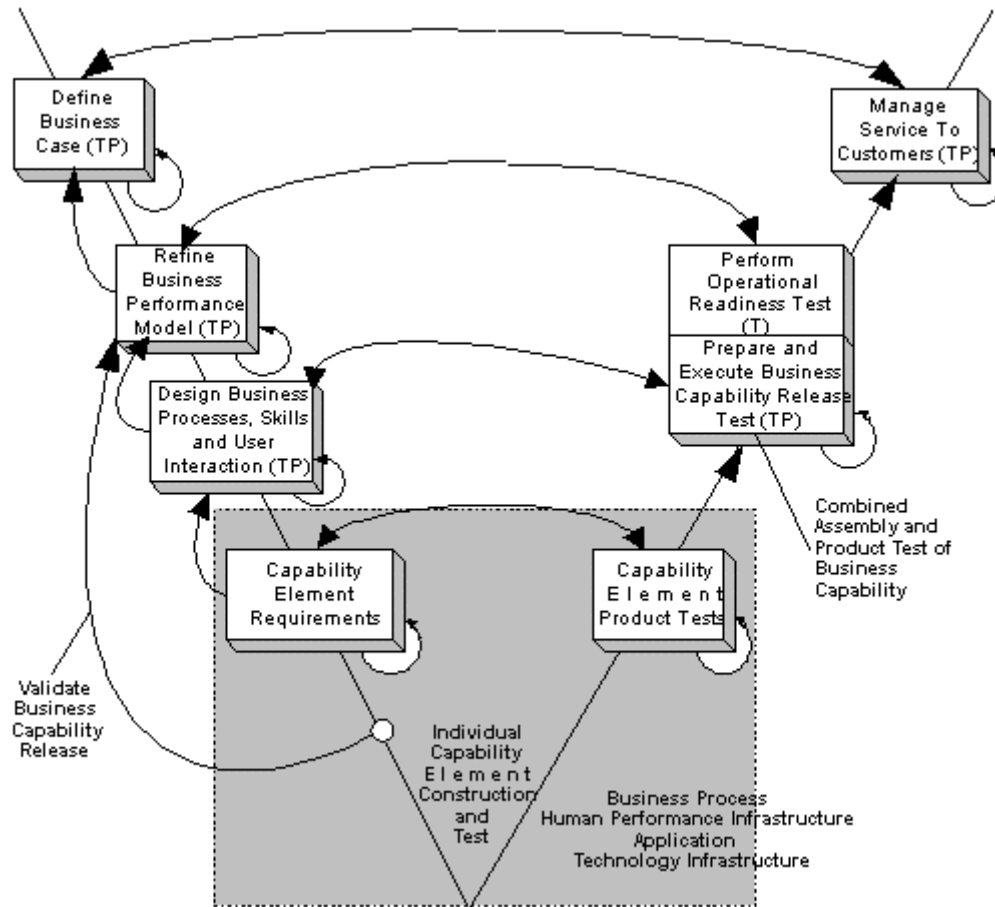 Define
Business
Case (TP)
Manage
Service To
Customers (TP)
Refine
Business
Performance
Model (TP)
Perform
Operational
Readiness Test
(T)
Prepare and
Execute Business
Capability Release
Test (TP)
Design Business
Processes, Skills
and User
Interaction (TP)
Combined
Assembly and
Product Test of
Business
Capability
Capability
Element
Requirements
Capability
E l e m e n t
Product Tests
Validate
Business
Capability
Release
Individual
Capability
E l e m e n t
Construction
and
Test
Business Process
Human Performance Infrastructure
Application
Technology Infrastructure